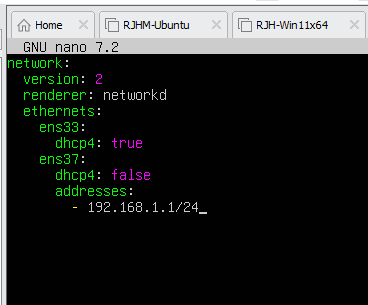 Home RJHM-Ubuntu RJH-Win11x64
GNU nano 7.2
network:
  version: 2
  renderer: networkd
  ethernets:
    ens33:
      dhcp4: true
    ens37:
      dhcp4: false
      addresses:
        - 192.168.1.1/24_